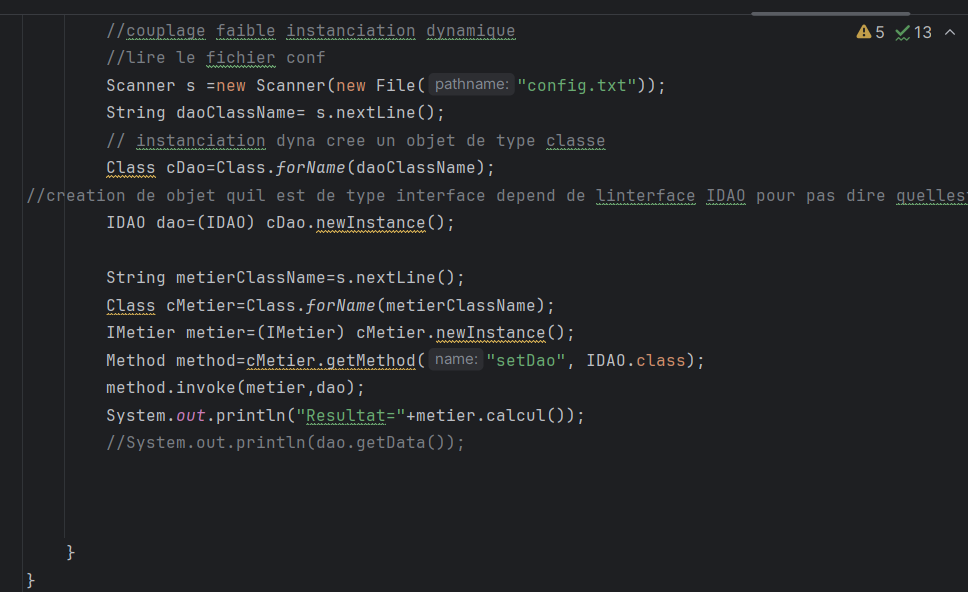 //couplage faible instanciation dynamique
5 13
//lire le fichier conf
Scanner s =new Scanner(new File( pathname: "config.txt"));
String daoClassName= s.nextLine();
// instanciation dyna cree un objet de type classe
Class cDao=Class.forName(daoClassName);
//creation de objet quil est de type interface depend de linterface IDAO pour pas dire quellest
IDAO dao=(IDAO) cDao.newInstance();
String metierClassName=s.nextLine();
Class cMetier=Class.forName(metierClassName);
IMetier metier=(IMetier) cMetier.newInstance();
Method method=cMetier.getMethod( name: "setDao", IDAO.class);
method.invoke(metier,dao);
System.out.println("Resultat="+metier.calcul());
//System.out.println(dao.getData());
}
}